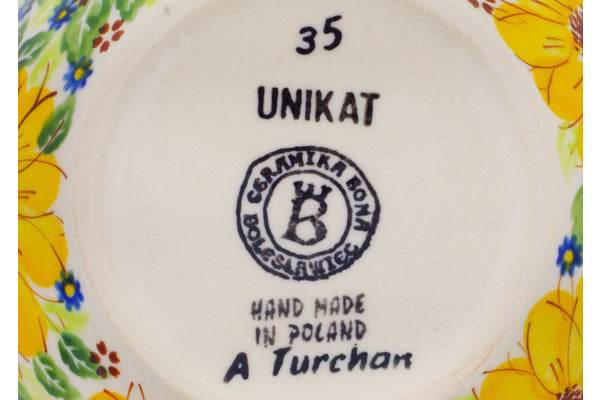 35
UNIKAT
CERAMIKA BONA
B
BOLESŁAWIEC
HAND MADE
IN POLAND
A Turchan